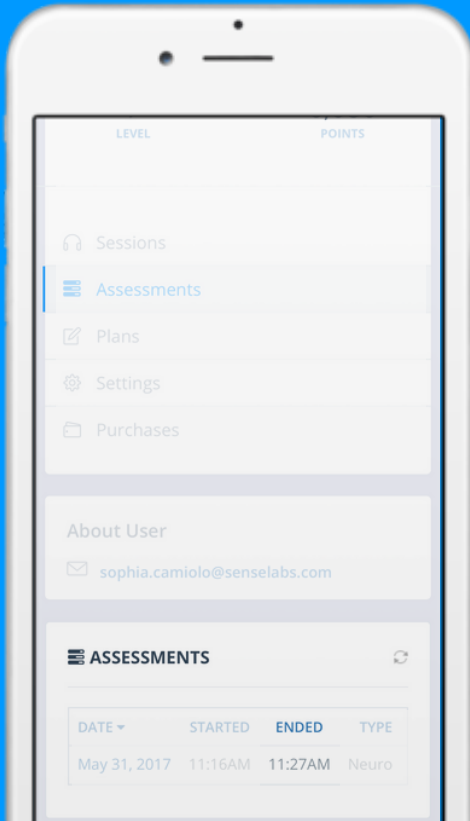 LEVEL POINTS
Sessions
Assessments
Plans
Settings
Purchases
About User
sophia.camiolo@senselabs.com
ASSESSMENTS
DATE STARTED ENDED TYPE
May 31, 2017 11:16AM 11:27AM Neuro